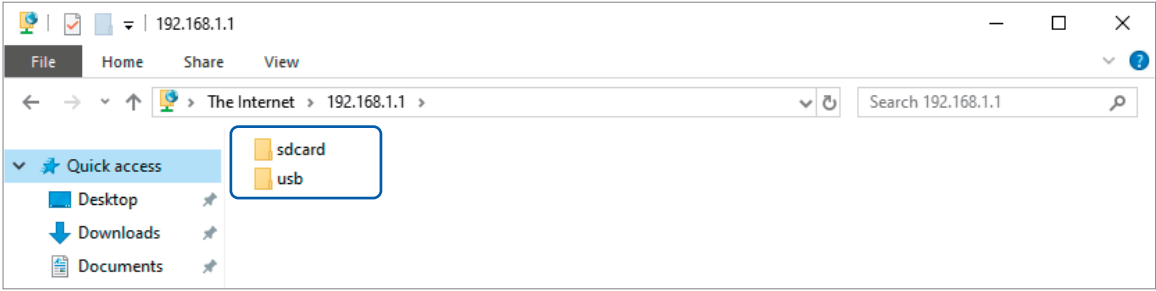 192.168.1.1
File Home Share View
The Internet 192.168.1.1 Search 192.168.1.1
Quick access
Desktop
Downloads
Documents
sdcard
usb